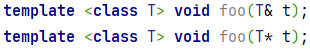 template <class T> void foo(T& t);
template <class T> void foo(T* t);